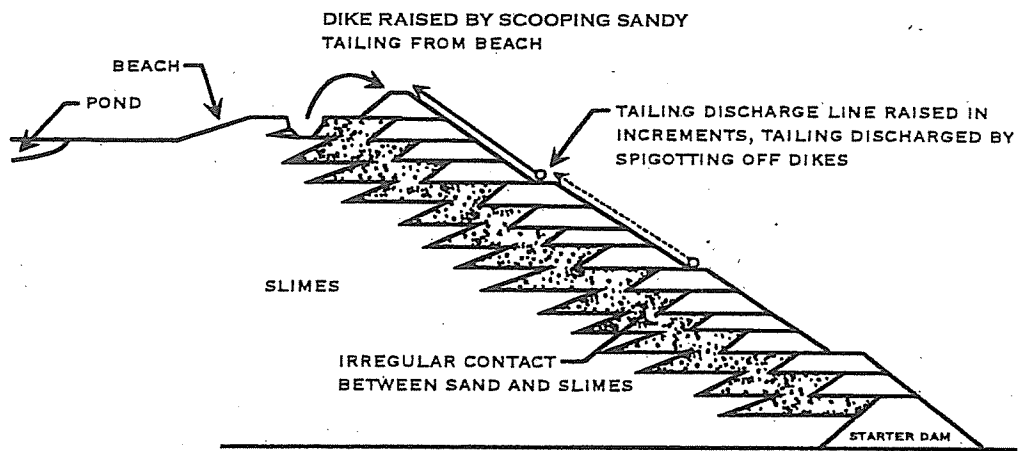 DIKE RAISED BY SCOOPING SANDY
TAILING FROM BEACH
BEACH
POND
TAILING DISCHARGE LINE RAISED IN
INCREMENTS, TAILING DISCHARGED BY
SPIGOTTING OFF DIKES
SLIMES
IRREGULAR CONTACT
BETWEEN SAND AND SLIMES
STARTER DAM